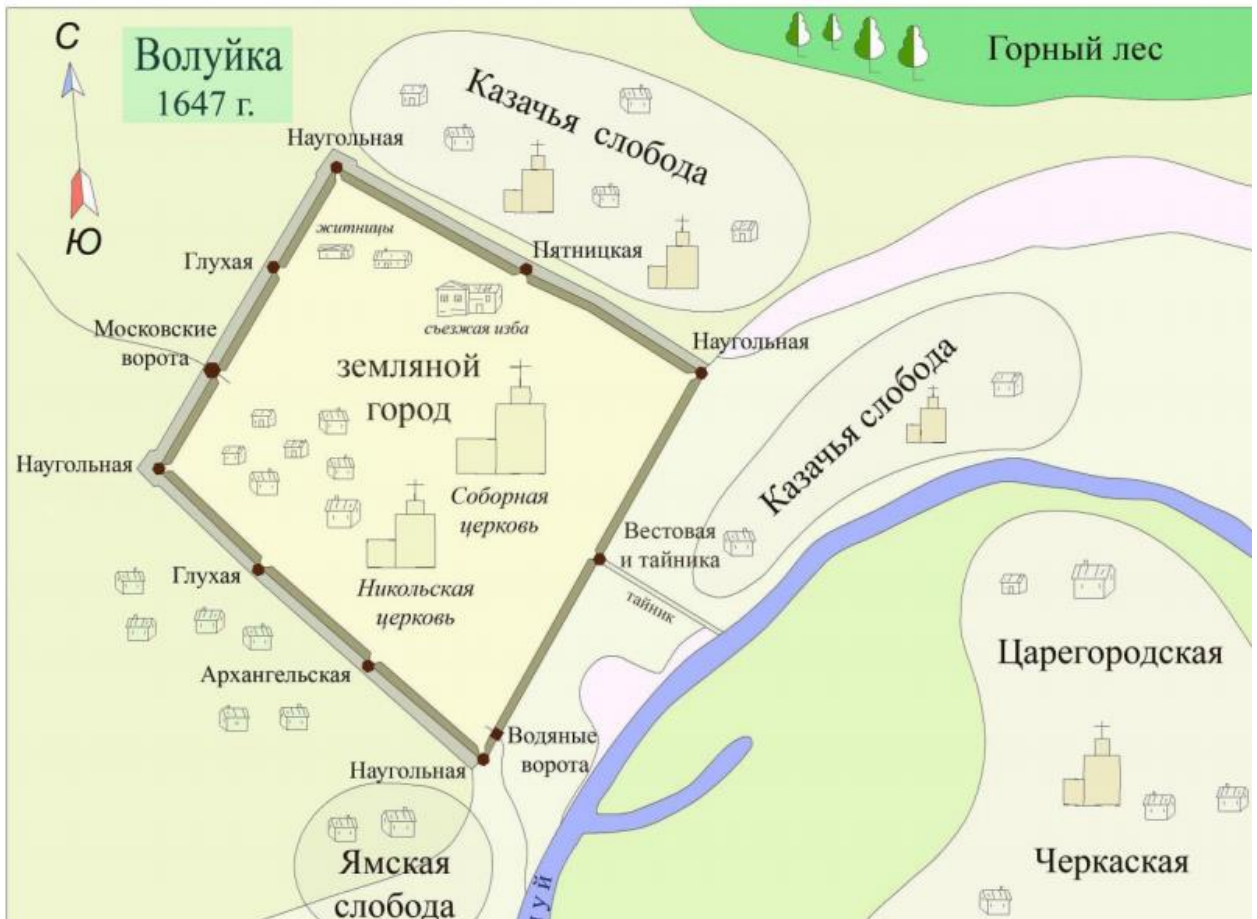 С
Ю
Волуйка
1647 г.
Горный лес
Казачья слобода
Наугольная
житницы
Глухая
Пятницкая
съезжая изба
Московские
ворота
Наугольная
земляной
город
Казачья слобода
Наугольная
Соборная
церковь
Вестовая
и тайника
Глухая
Никольская
церковь
тайник
Царегородская
Архангельская
Водяные
ворота
Наугольная
Ямская
слобода
Черкаская